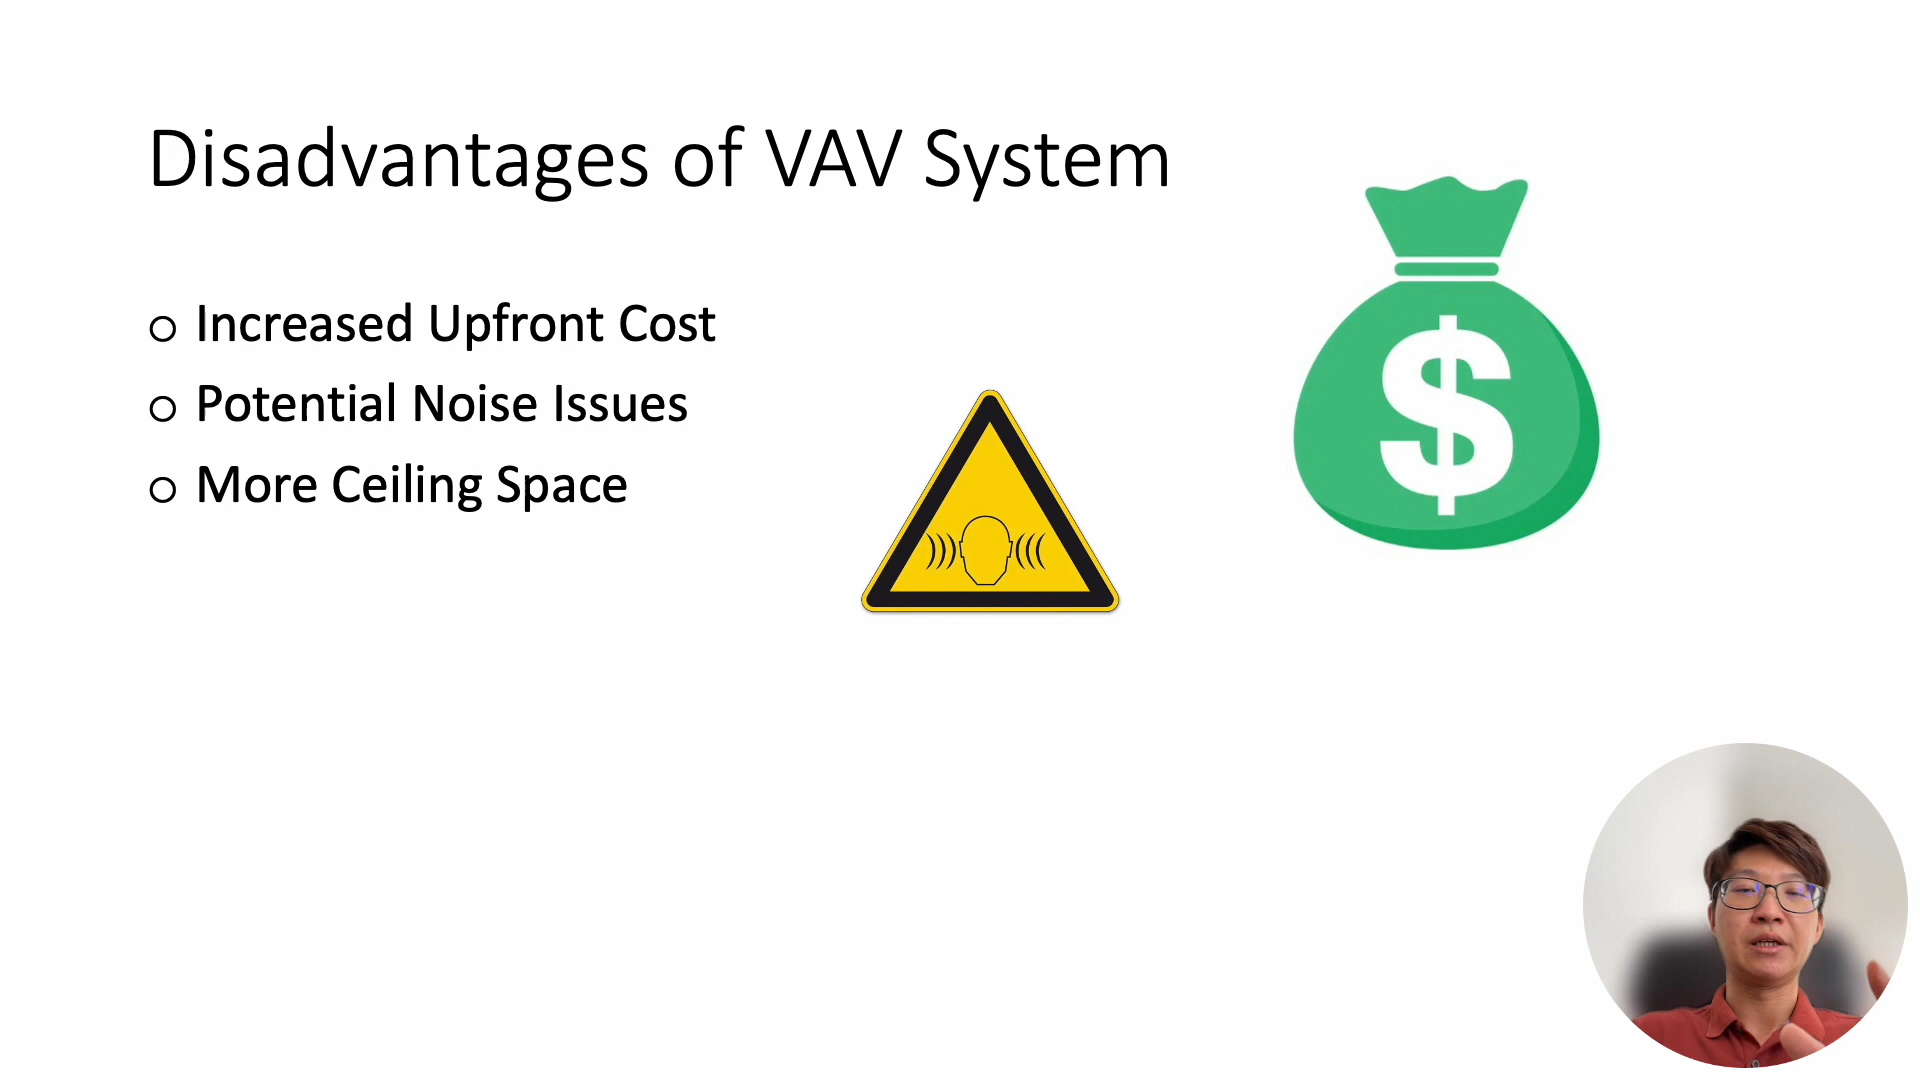 Disadvantages of VAV System
Increased Upfront Cost
Potential Noise Issues
More Ceiling Space
$